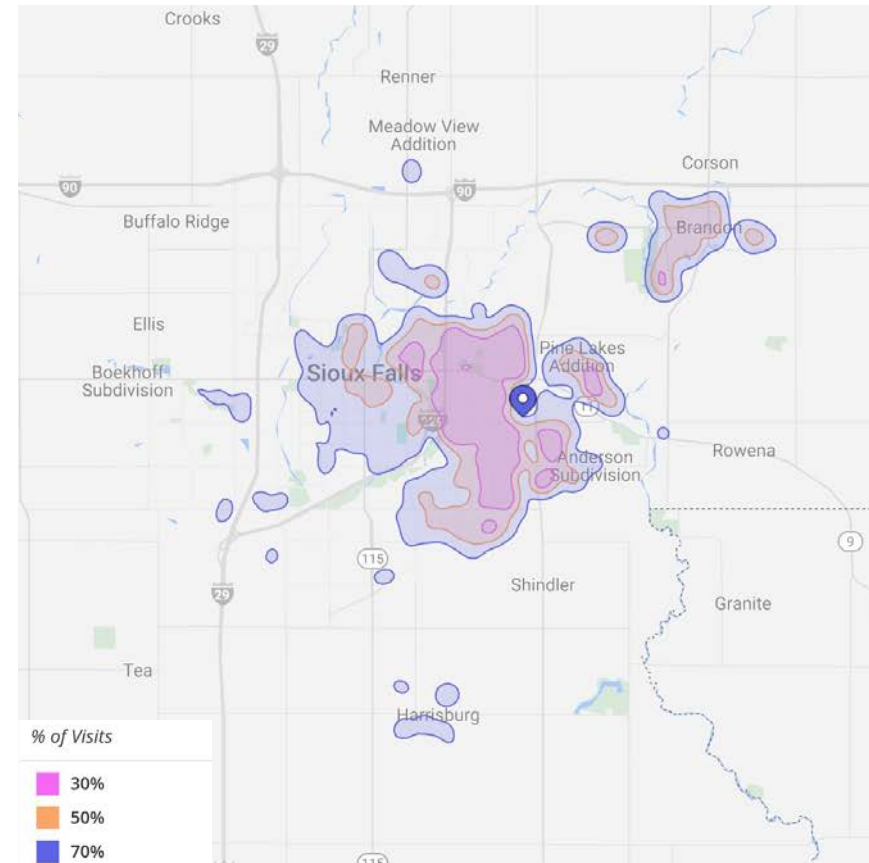 Crooks
29
Renner
Meadow View
Addition
Corson
90
90
Buffalo Ridge
Brandon
Ellis
Pine Lakes
Addition
Boekhoff
Subdivision
Sioux Falls
11
229
Anderson
Subdivision
Rowena
9
115
Shindler
29
Granite
Tea
Harrisburg
% of Visits
30%
50%
70%
115